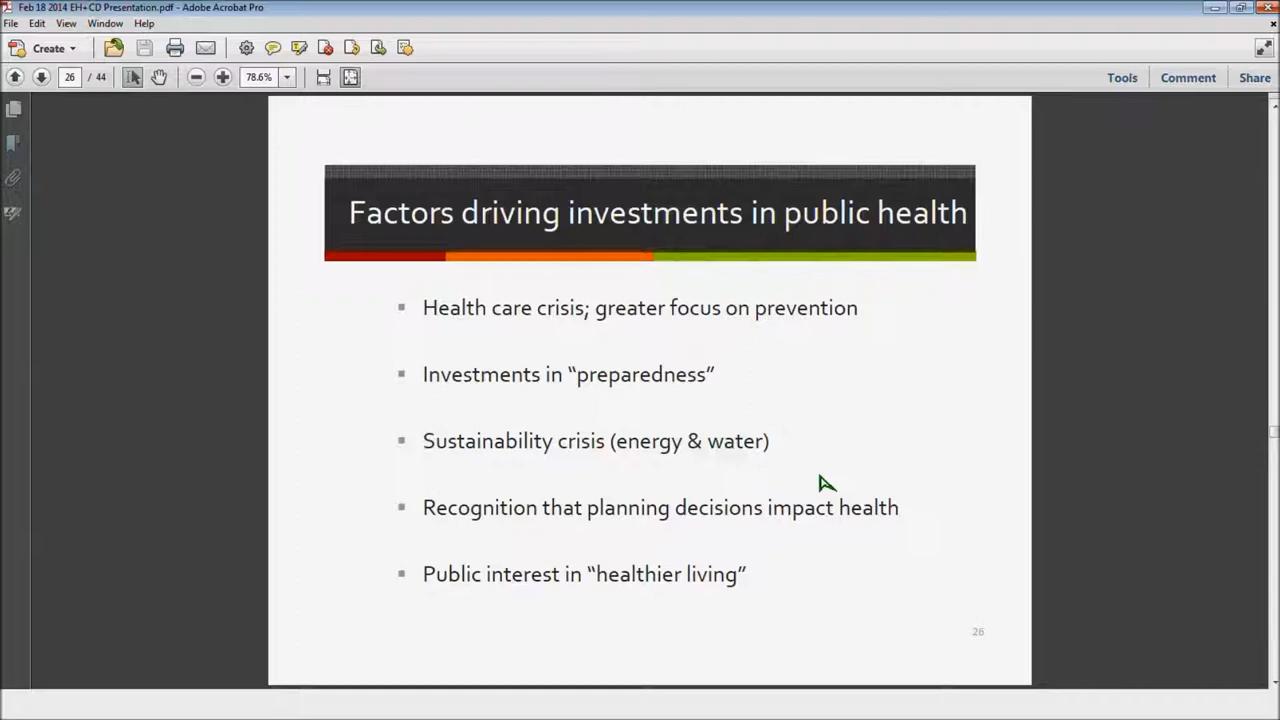 Feb 18 2014 EH+CD Presentation.pdf - Adobe Acrobat Pro
File Edit View Window Help
Create
26 / 44 78.6% Tools Comment Share
Factors driving investments in public health
Health care crisis; greater focus on prevention
Investments in “preparedness”
Sustainability crisis (energy & water)
Recognition that planning decisions impact health
Public interest in “healthier living”
26